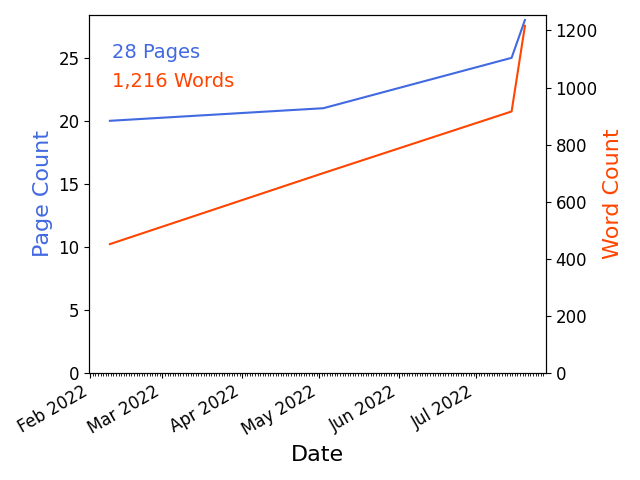 28 Pages
1,216 Words
Page Count
25
20
15
10
5
0
1200
1000
800
600
400
200
0
Word Count
Feb 2022
Mar 2022
Apr 2022
May 2022
Jun 2022
Jul 2022
Date